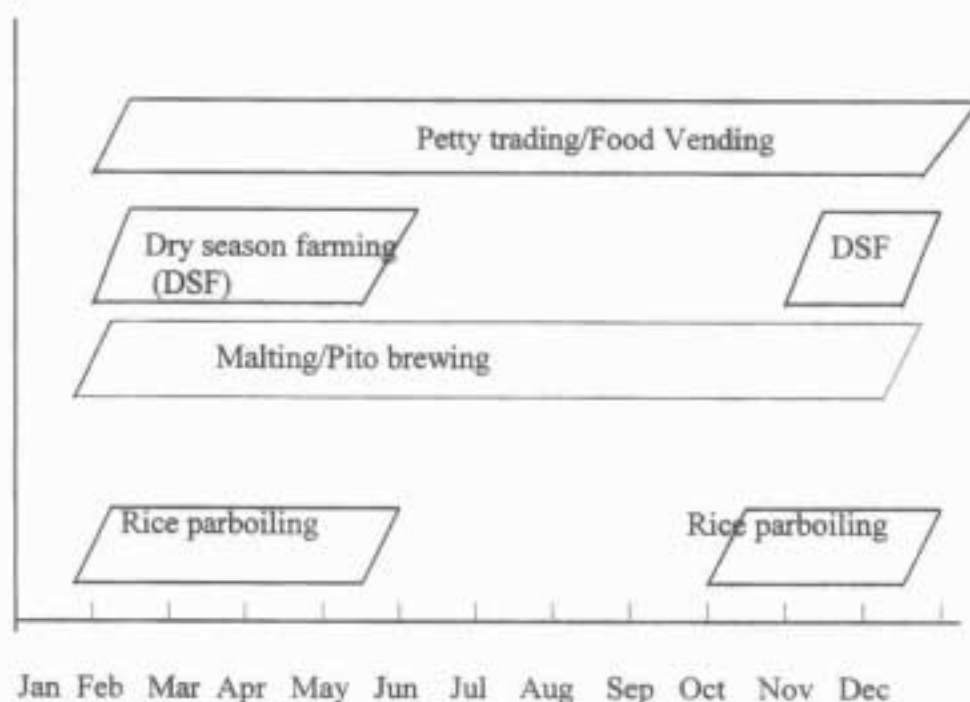 Petty trading/Food Vending
Dry season farming
(DSF)
DSF
Malting/Pito brewing
Rice parboiling
Rice parboiling
Jan Feb Mar Apr May Jun Jul Aug Sep Oct Nov Dec